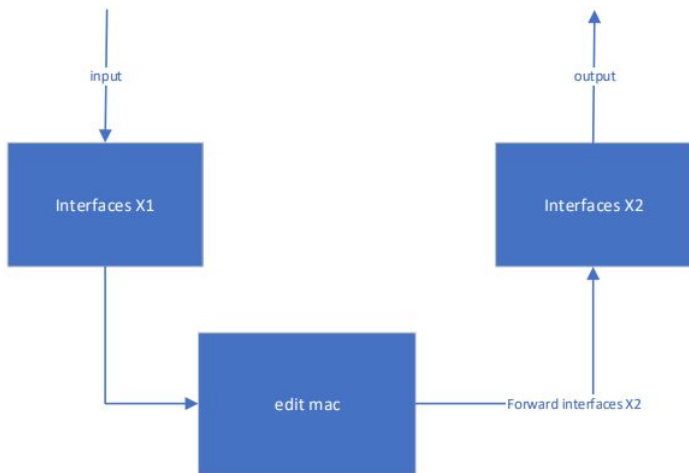 input
output
Interfaces X1
Interfaces X2
edit mac
Forward interfaces X2